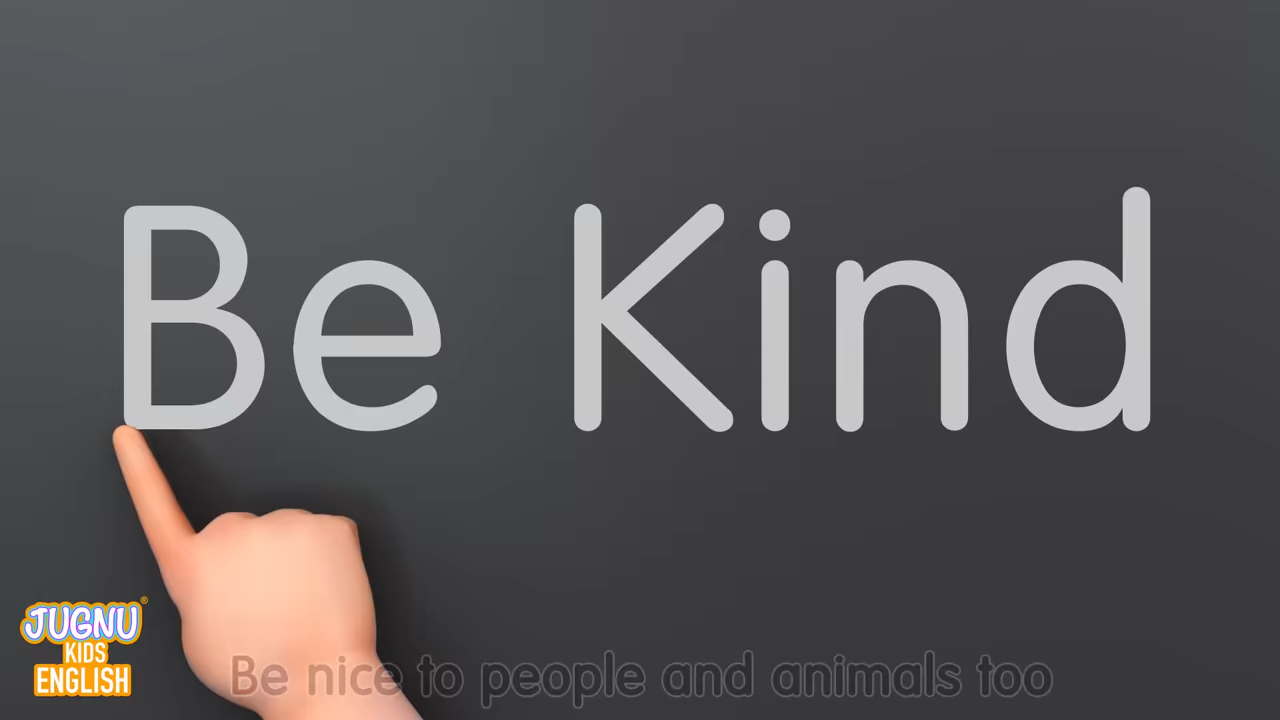 Be Kind
JUGNU®
KIDS
ENGLISH
Be nice to people and animals too